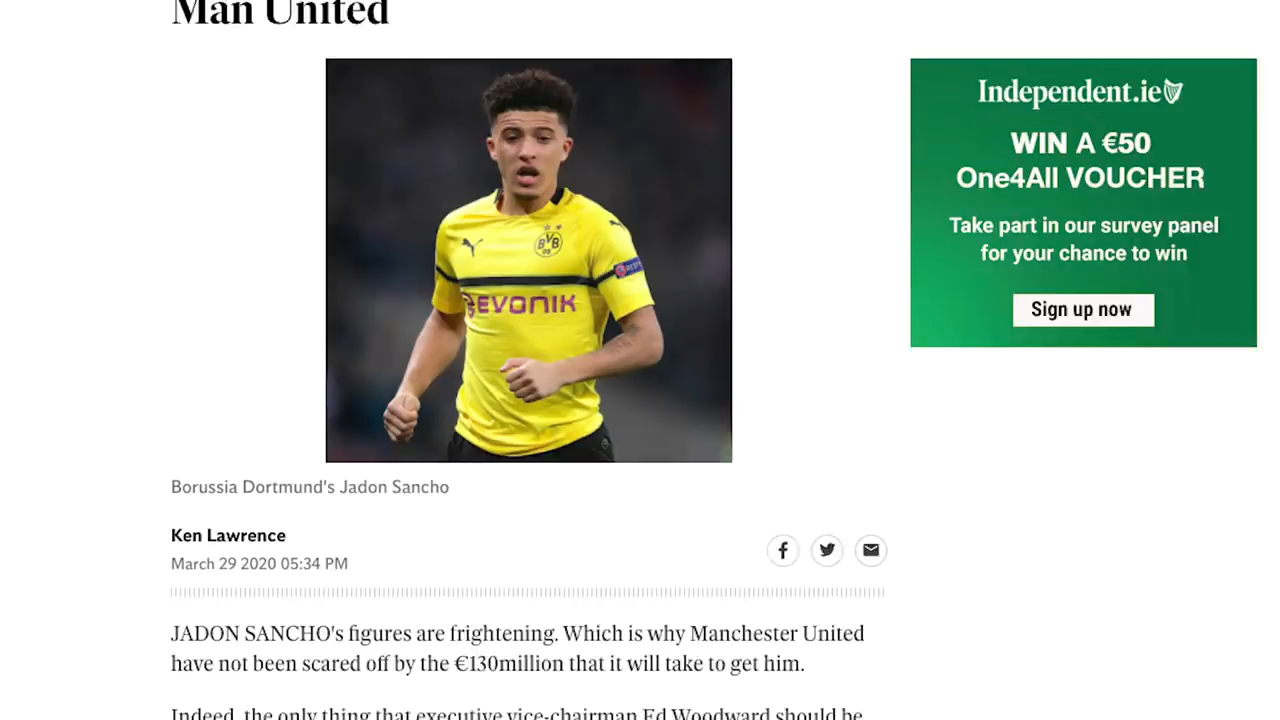 Man United
Independent.ie
WIN A €50
One4All VOUCHER
Take part in our survey panel
for your chance to win
Sign up now
BVB
09
EVONIK
Borussia Dortmund's Jadon Sancho
Ken Lawrence
March 29 2020 05:34 PM
JADON SANCHO's figures are frightening. Which is why Manchester United
have not been scared off by the €130million that it will take to get him.
Indeed, the only thing that executive vice-chairman Ed Woodward should be